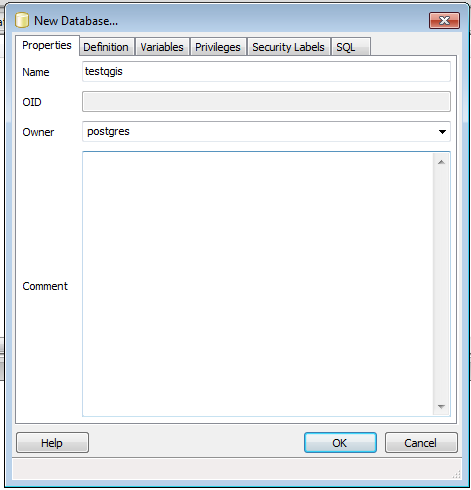 New Database...
Properties Definition Variables Privileges Security Labels SQL
Name testqgis
OID
Owner postgres
Comment
Help OK Cancel